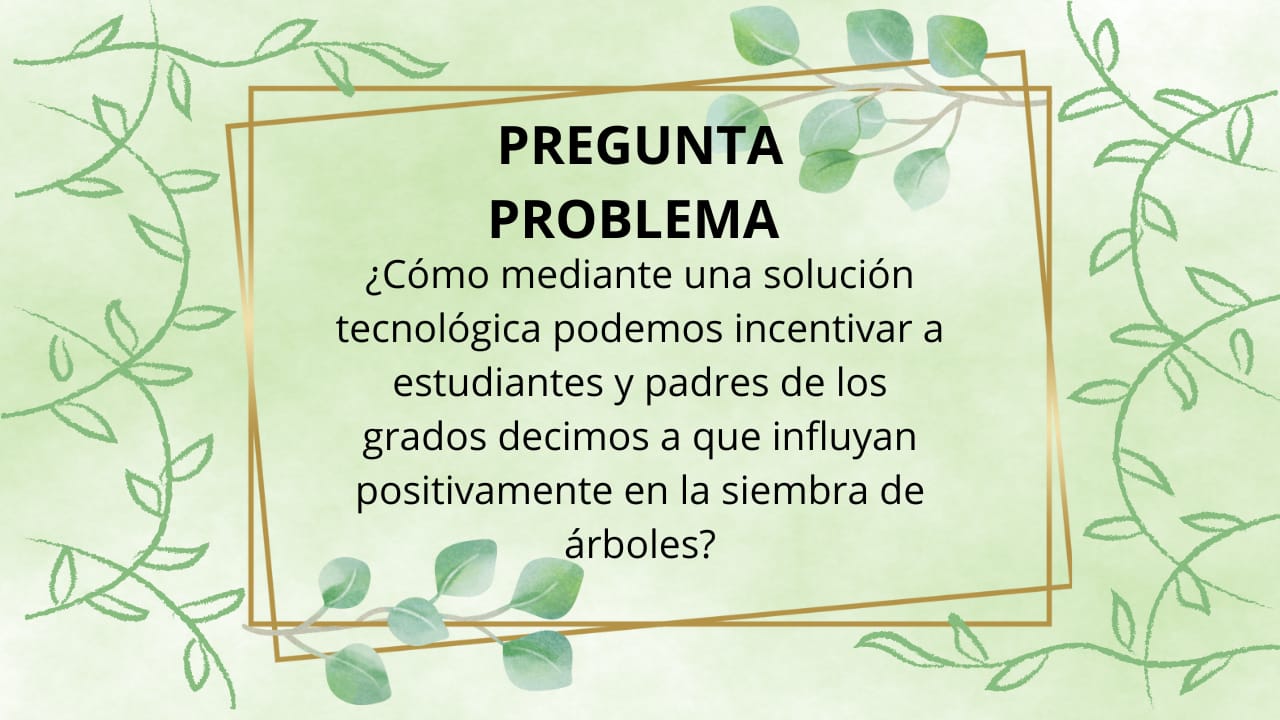 PREGUNTA
PROBLEMA
¿Cómo mediante una solución
tecnológica podemos incentivar a
estudiantes y padres de los
grados decimos a que influyan
positivamente en la siembra de
árboles?